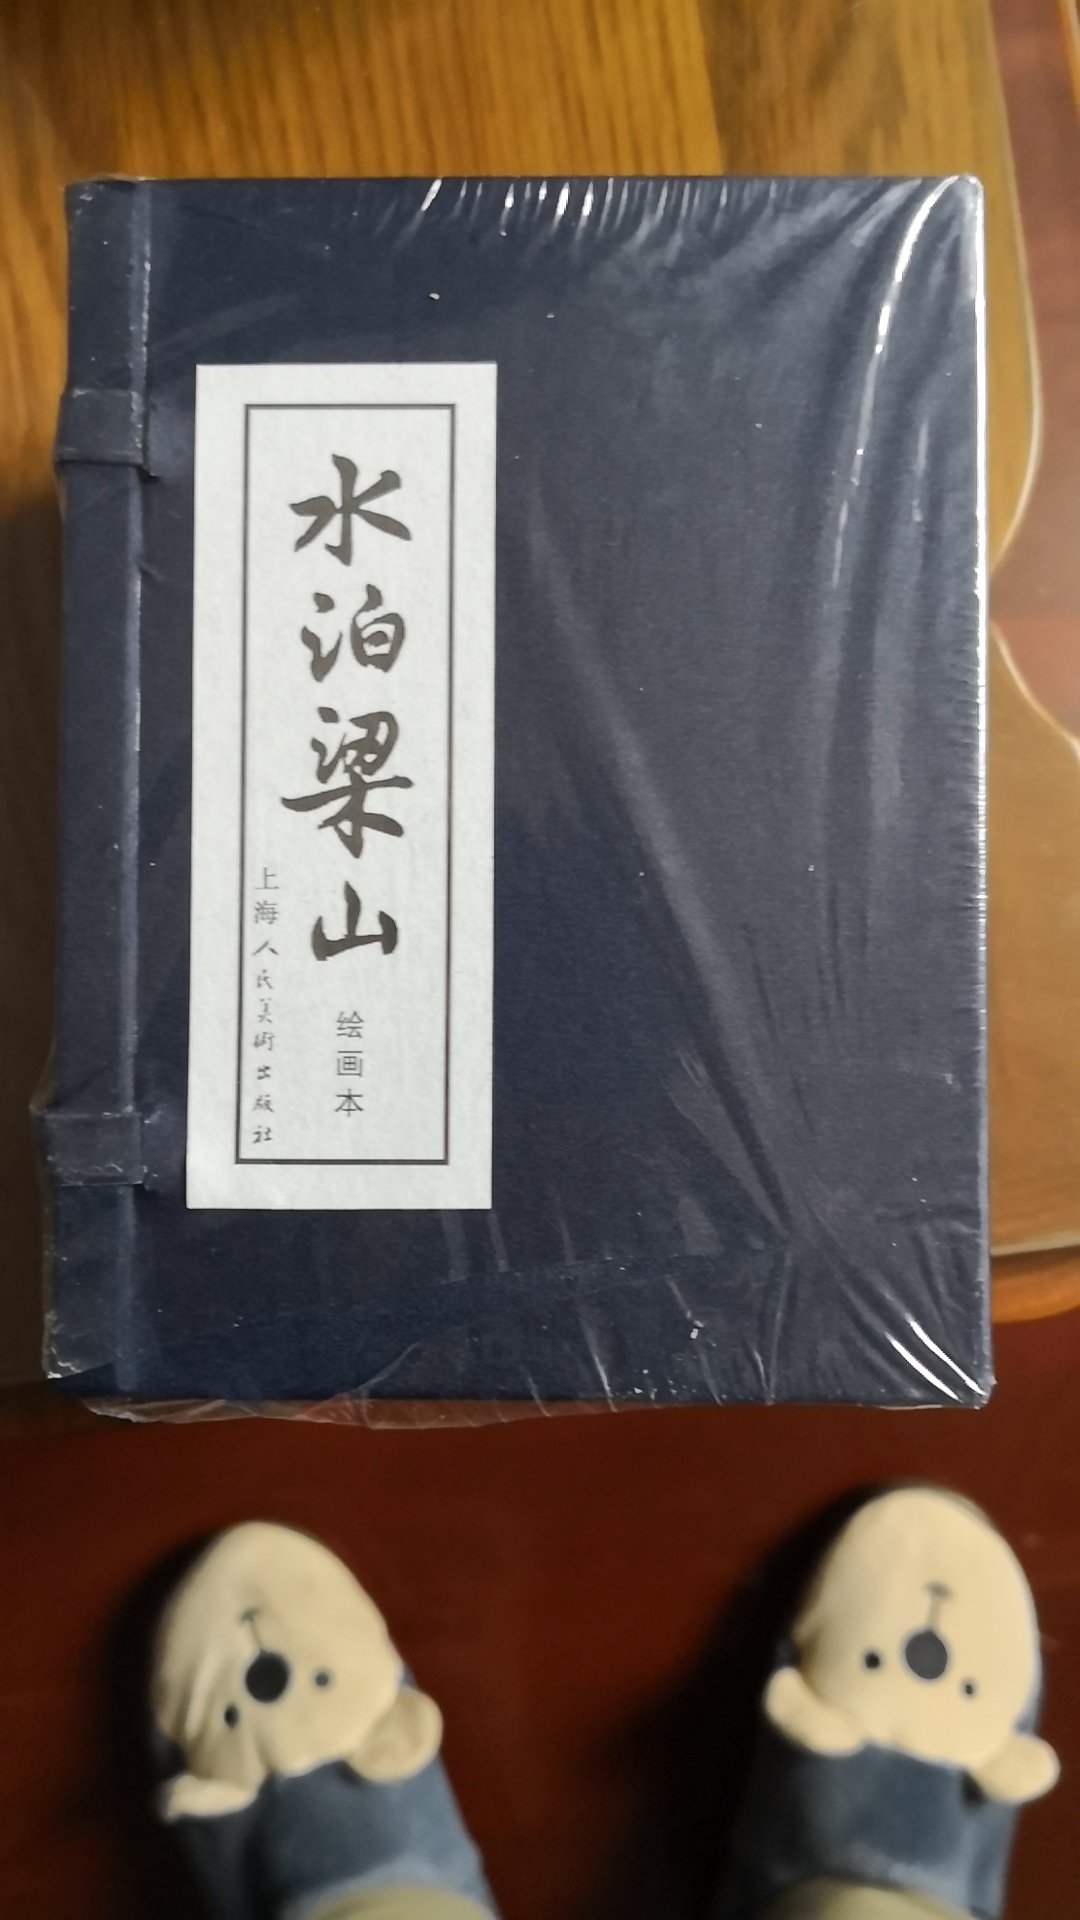 水泊梁山
绘画本
上海人民美術出版社